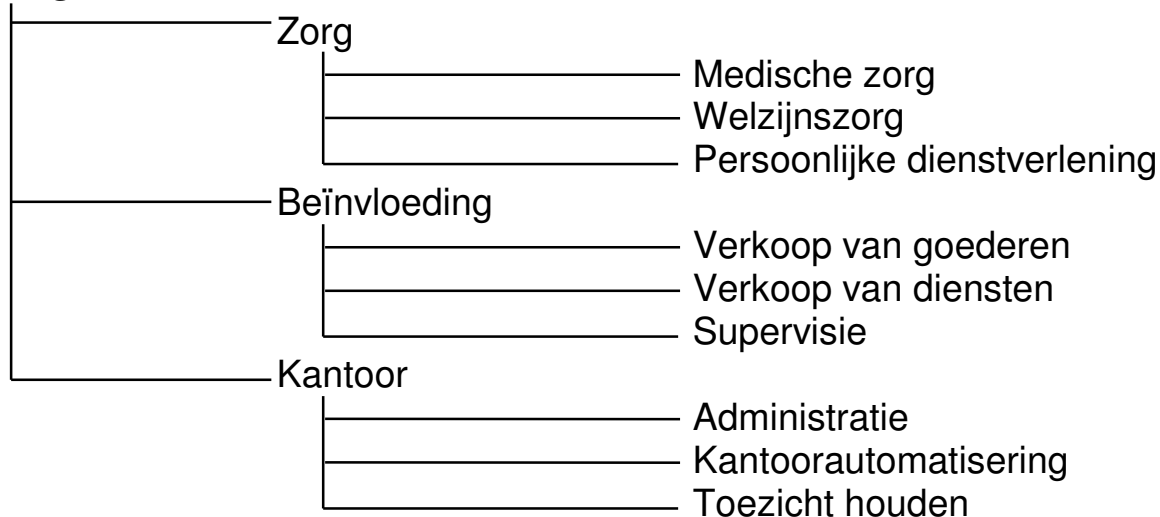 Zorg
Medische zorg
Welzijnszorg
Persoonlijke dienstverlening
Beïnvloeding
Verkoop van goederen
Verkoop van diensten
Supervisie
Kantoor
Administratie
Kantoorautomatisering
Toezicht houden